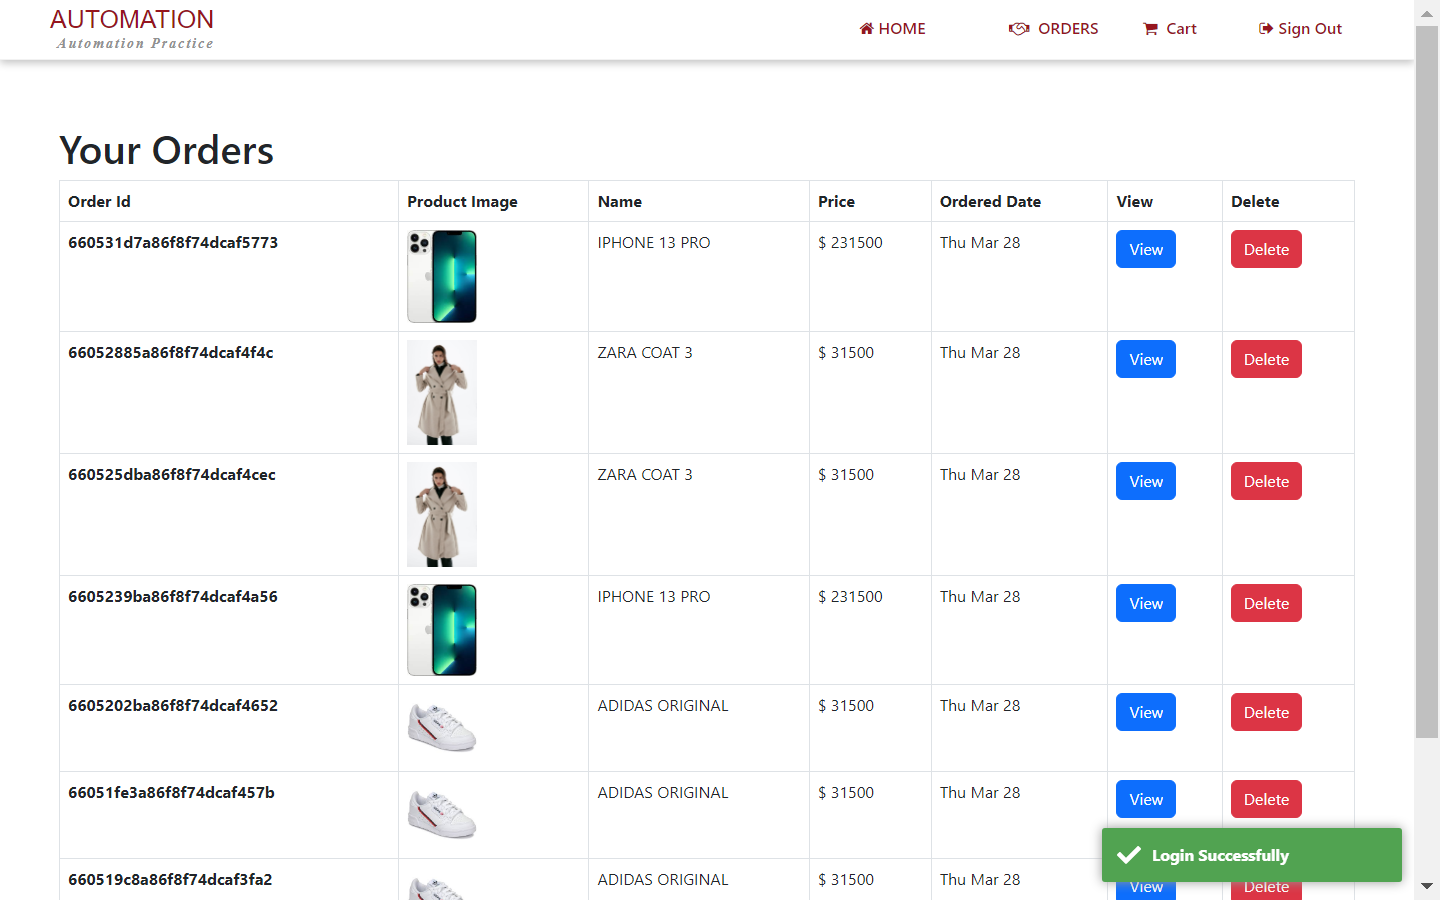 AUTOMATION
Automation Practice
HOME
ORDERS
Cart
Sign Out
Your Orders
Order Id Product Image Name Price Ordered Date View Delete
660531d7a86f8f74dcaf5773 IPHONE 13 PRO $ 231500 Thu Mar 28 View Delete
66052885a86f8f74dcaf4f4c ZARA COAT 3 $ 31500 Thu Mar 28 View Delete
660525dba86f8f74dcaf4cec ZARA COAT 3 $ 31500 Thu Mar 28 View Delete
6605239ba86f8f74dcaf4a56 IPHONE 13 PRO $ 231500 Thu Mar 28 View Delete
6605202ba86f8f74dcaf4652 ADIDAS ORIGINAL $ 31500 Thu Mar 28 View Delete
66051fe3a86f8f74dcaf457b ADIDAS ORIGINAL $ 31500 Thu Mar 28 View Delete
Login Successfully
660519c8a86f8f74dcaf3fa2 ADIDAS ORIGINAL $ 31500 Thu Mar 28 View Delete